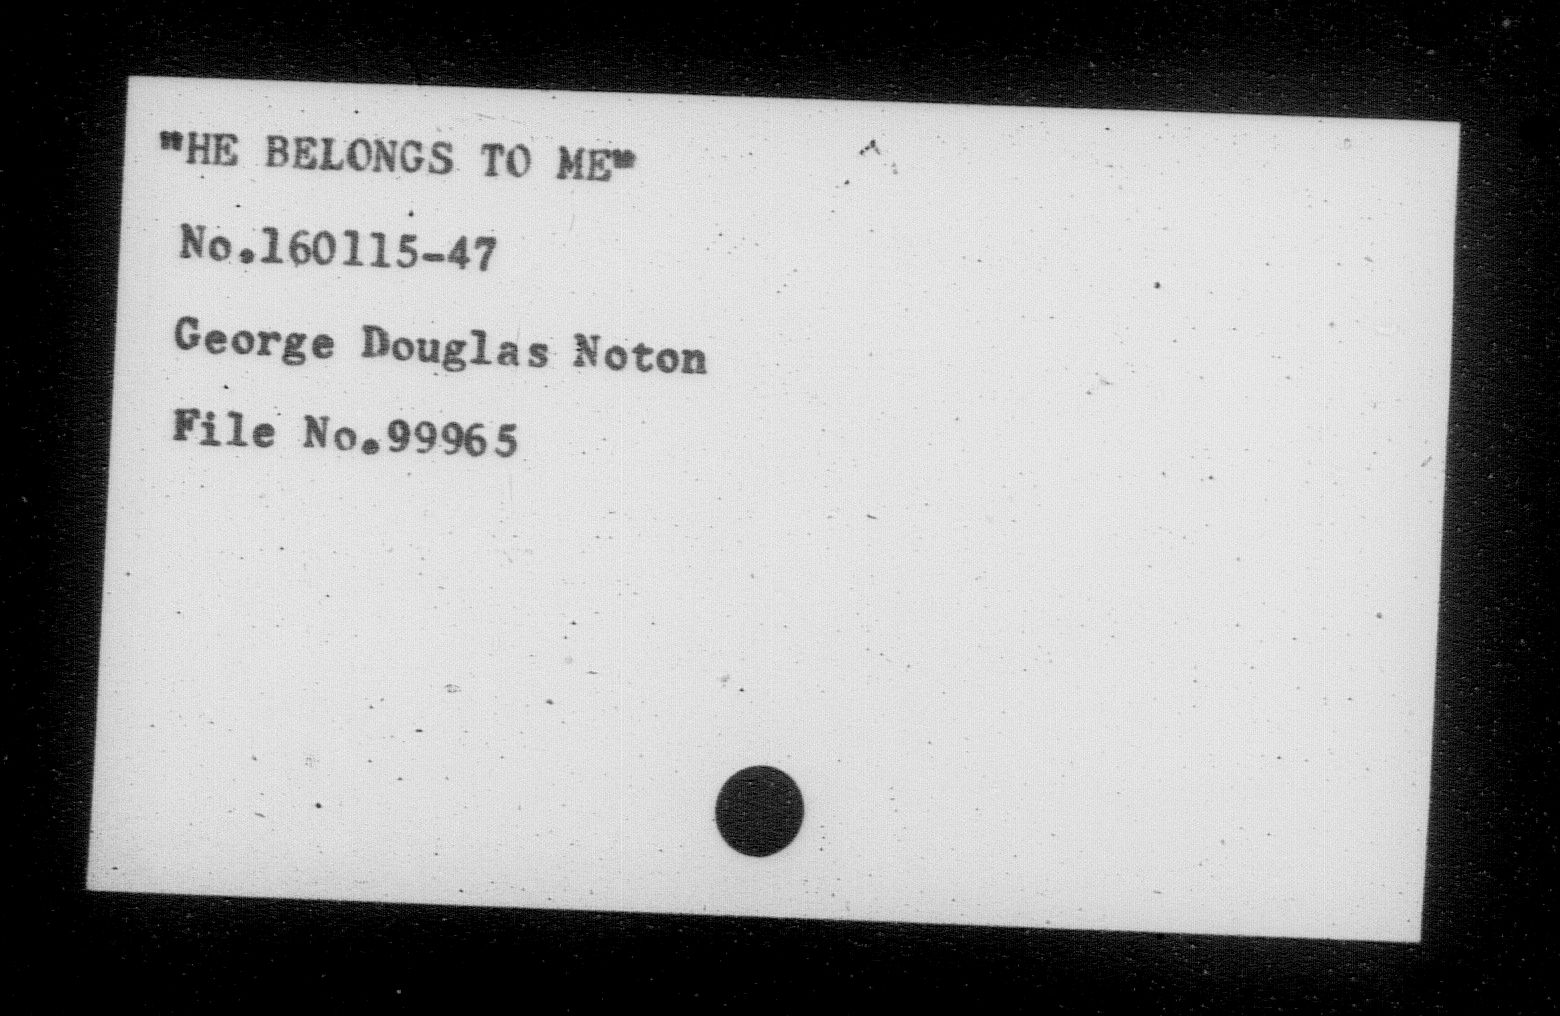 "HE BELONGS TO ME"
No.160115-47
George Douglas Noton
File No.99965